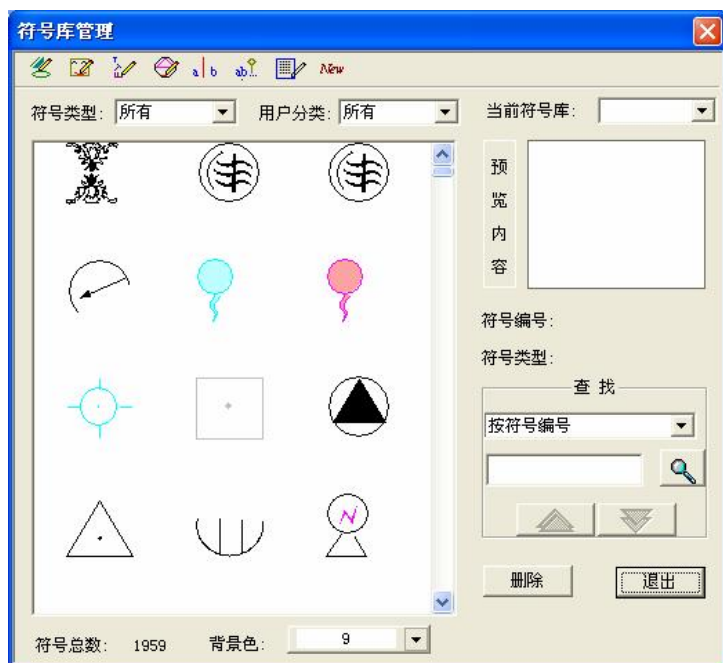 符号库管理
a b ab New
符号类型: 所有 用户分类: 所有 当前符号库:
预览内容
符号编号:
符号类型:
查 找
按符号编号
N
删除 退出
符号总数: 1959 背景色: 9